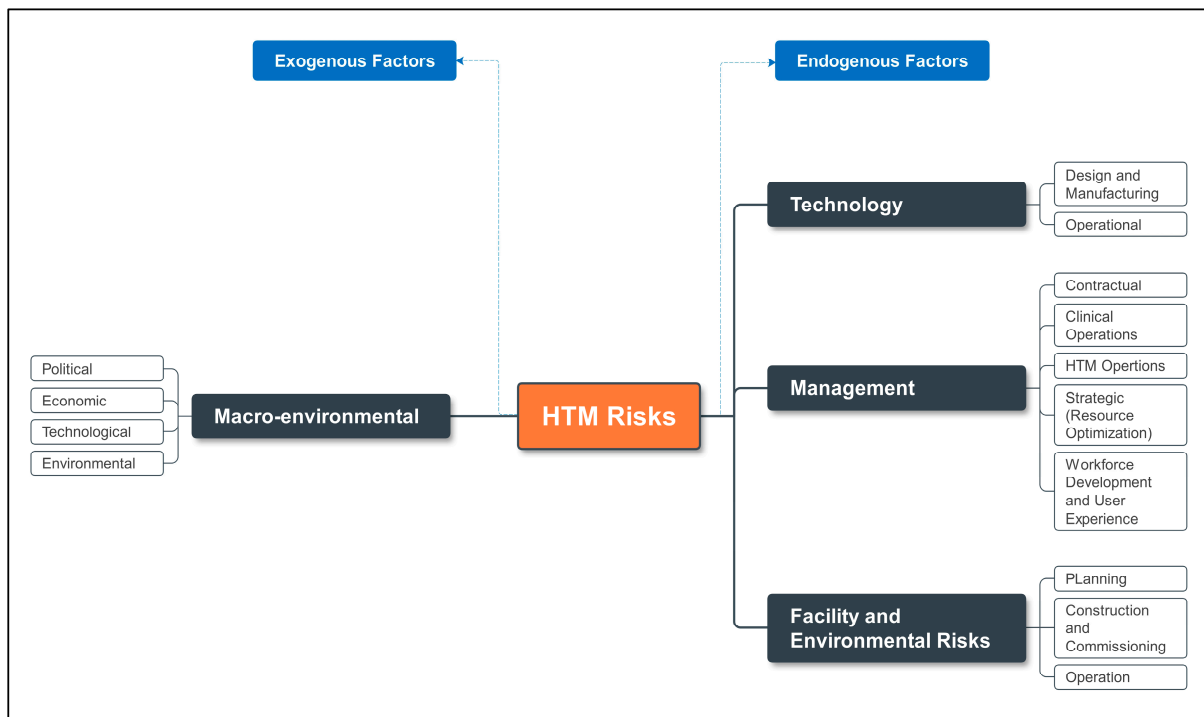 Exogenous Factors
Endogenous Factors
Technology
Design and
Manufacturing
Operational
Management
Contractual
Clinical
Operations
HTM Opertions
Strategic
(Resource
Optimization)
Workforce
Development
and User
Experience
HTM Risks
Macro-environmental
Political
Economic
Technological
Environmental
Facility and
Environmental Risks
PLanning
Construction
and
Commissioning
Operation